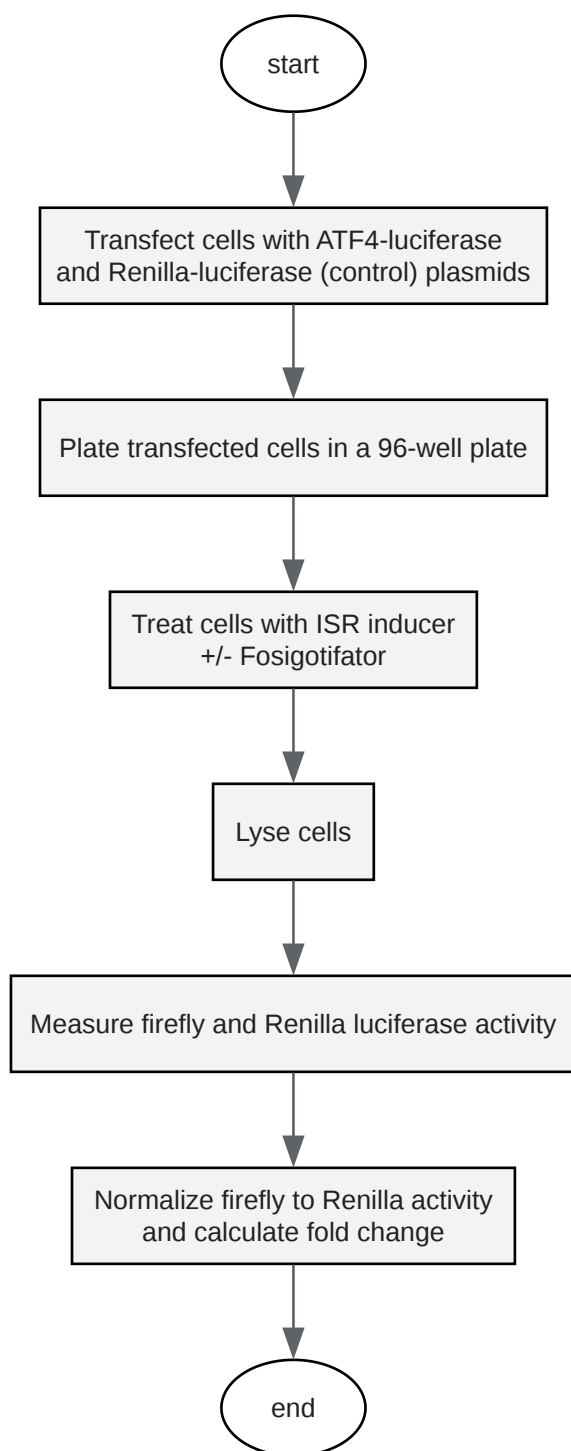 start
Transfect cells with ATF4-luciferase
and Renilla-luciferase (control) plasmids
Plate transfected cells in a 96-well plate
Treat cells with ISR inducer
+/- Fosigotifator
Lyse cells
Measure firefly and Renilla luciferase activity
Normalize firefly to Renilla activity
and calculate fold change
end